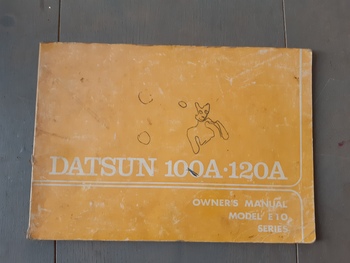 DATSUN 100A·120A
OWNER'S MANUAL
MODEL E10
SERIES